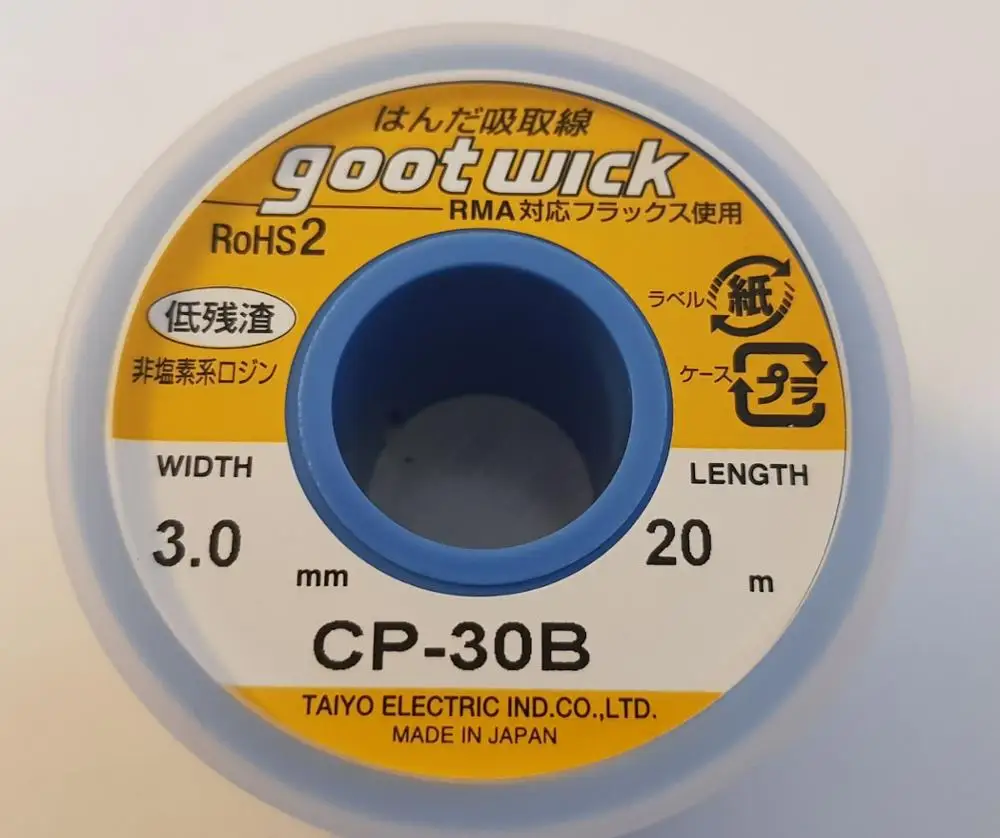 はんだ吸取線
goot wick
RMA対応フラックス使用
RoHS2
低残渣
非塩素系ロジン
ラベル 紙
ケース プラ
WIDTH
3.0 mm
LENGTH
20 m
CP-30B
TAIYO ELECTRIC IND.CO.,LTD.
MADE IN JAPAN